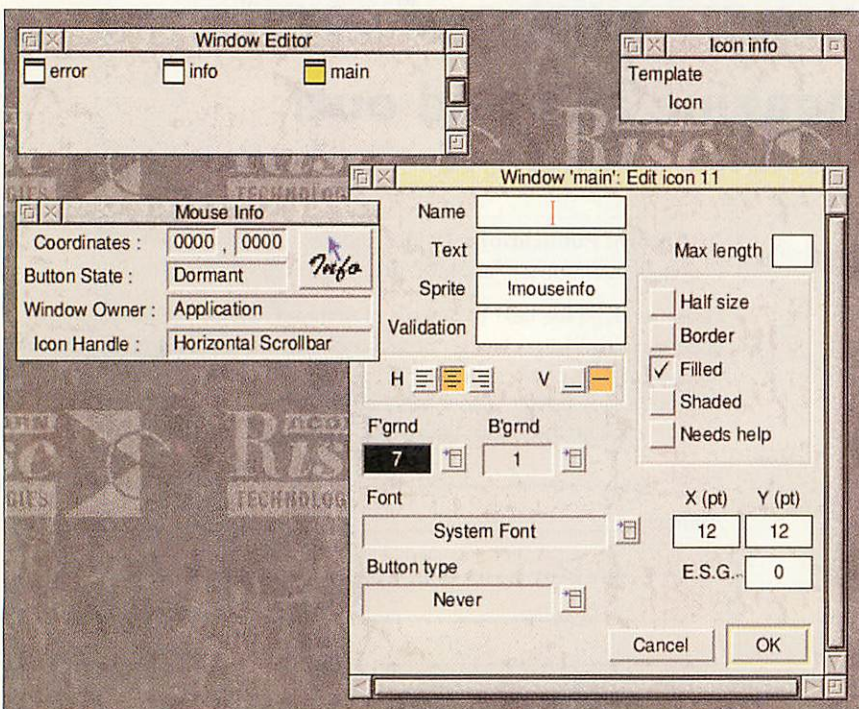 Window Editor
error
info
main
Icon info
Template
Icon
Window 'main': Edit icon 11
Name
Text
Max length
Sprite
!mouseinfo
Validation
Half size
Border
Filled
Shaded
Needs help
H
V
F'grnd
B'grnd
7
1
Font
System Font
X (pt)
Y (pt)
12
12
Button type
Never
E.S.G.
0
Cancel
OK
Mouse Info
Coordinates :
0000 , 0000
Info
Button State :
Dormant
Window Owner :
Application
Icon Handle :
Horizontal Scrollbar
TECHNOLOG